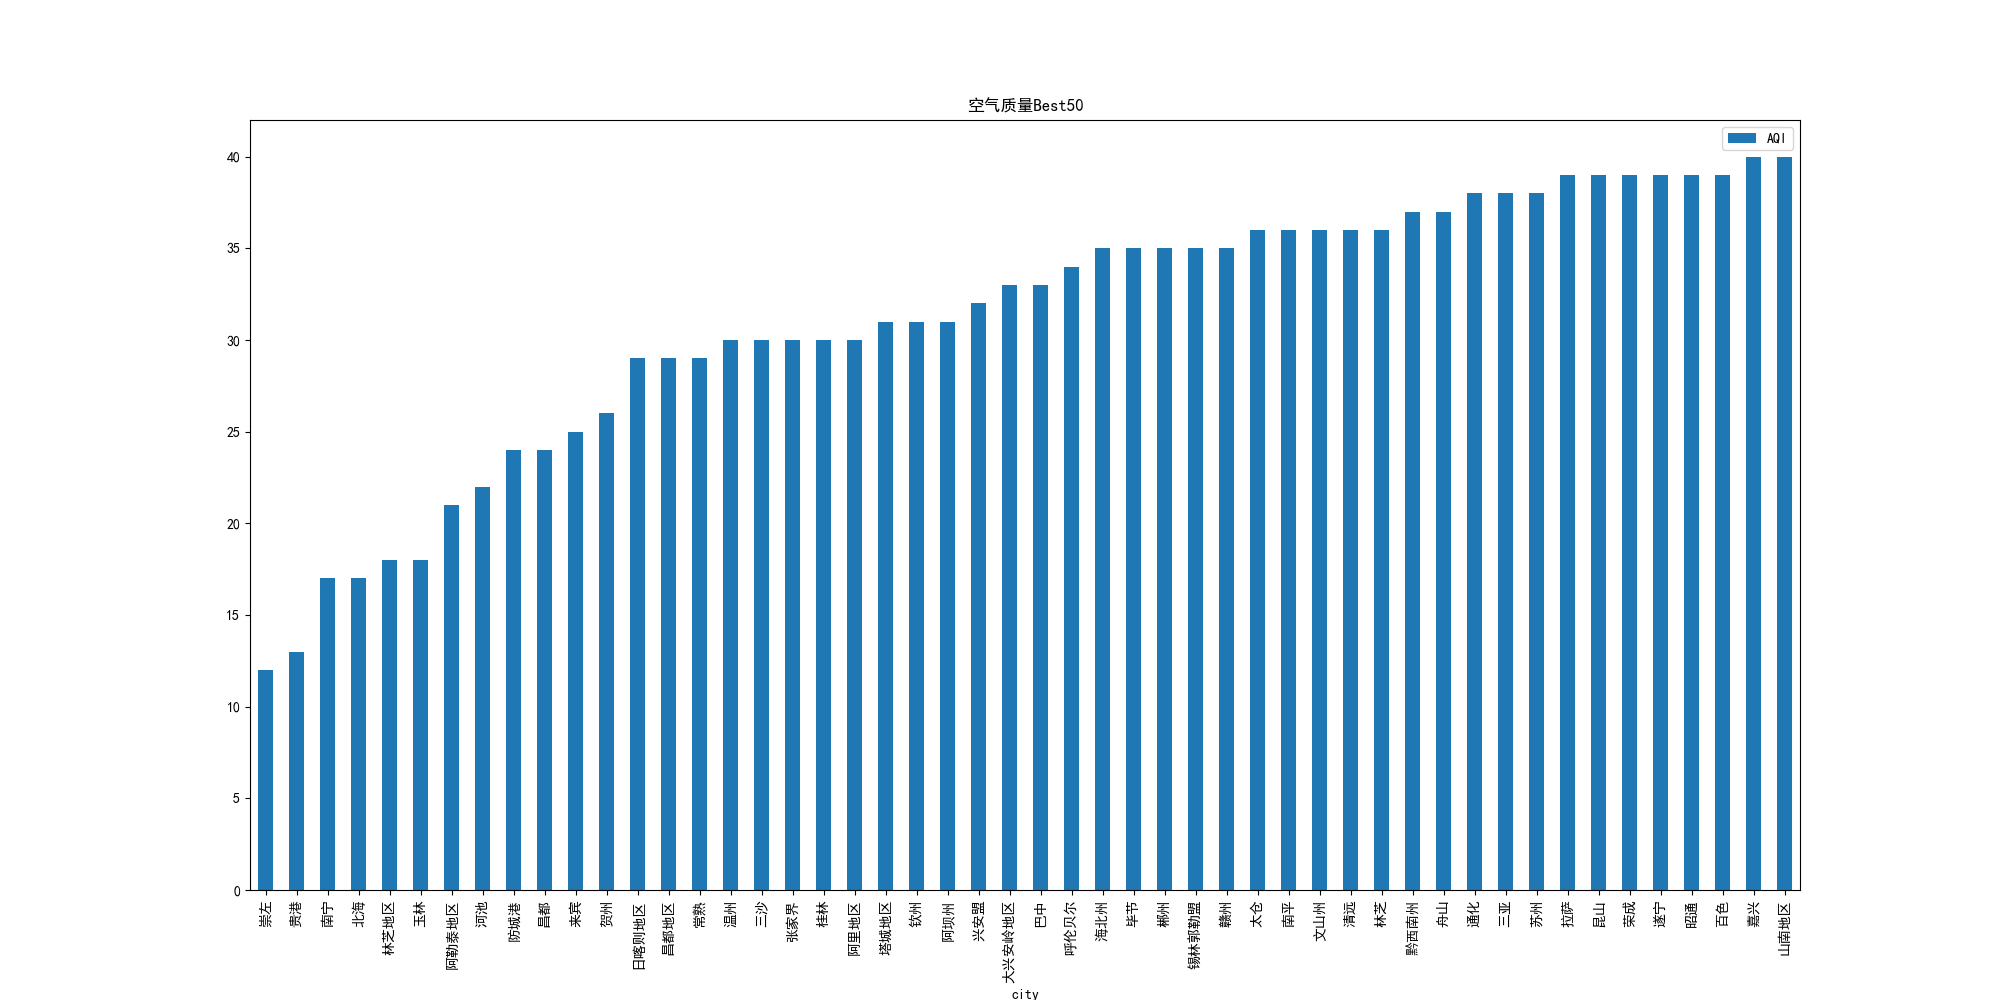 空气质量Best50
AQI
40
35
30
25
20
15
10
5
0
崇左
贵港
南宁
北海
林芝地区
玉林
阿勒泰地区
河池
防城港
昌都
来宾
贺州
日喀则地区
昌都地区
常熟
温州
三沙
张家界
桂林
阿里地区
塔城地区
钦州
阿坝州
兴安盟
大兴安岭地区
巴中
呼伦贝尔
海北州
毕节
郴州
锡林郭勒盟
赣州
太仓
南平
文山州
清远
林芝
黔西南州
舟山
通化
三亚
苏州
拉萨
昆山
荣成
遂宁
昭通
百色
嘉兴
山南地区
city